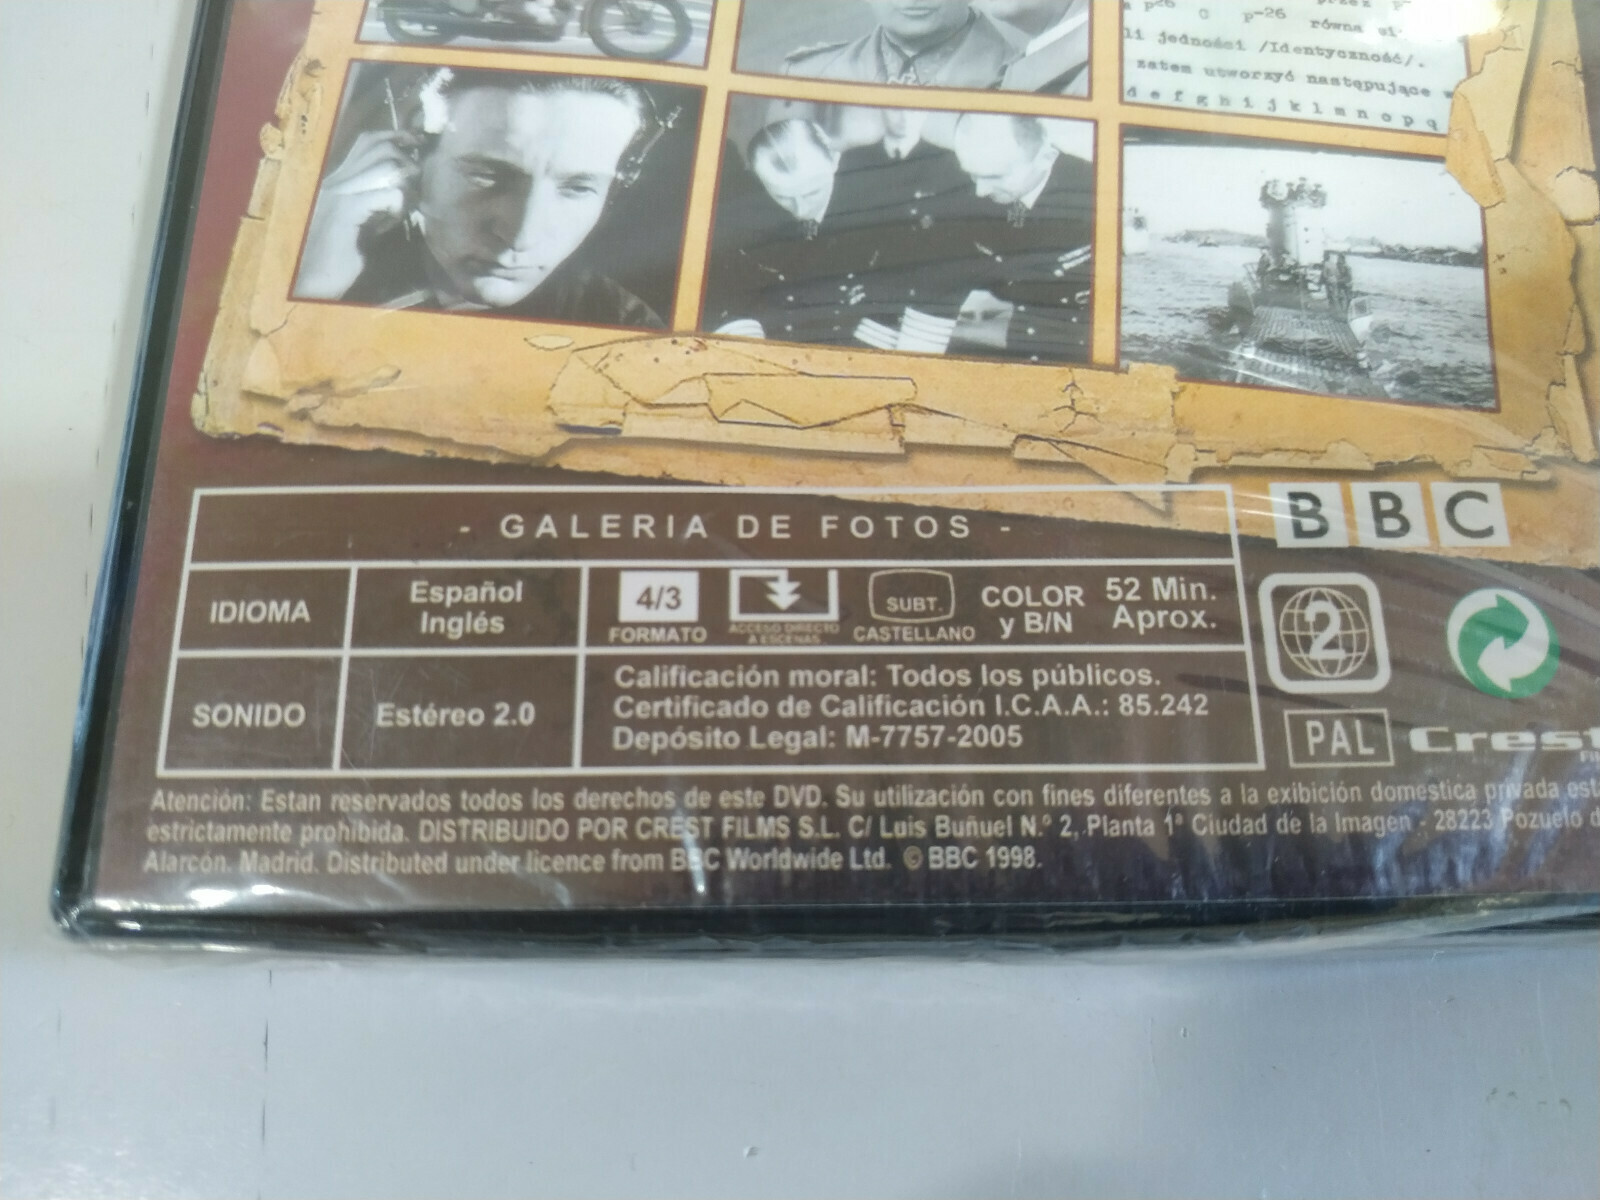 p-26
równa
li jedności /Identyczność/.
zatem utworzyć następujące
d e f g h i j k l m n o p q
- GALERIA DE FOTOS -
BBC
IDIOMA
Español
Inglés
4/3
FORMATO
ACCESO DIRECTO
A ESCENAS
SUBT.
CASTELLANO
COLOR
y B/N
52 Min.
Aprox.
2
SONIDO
Estéreo 2.0
Calificación moral: Todos los públicos.
Certificado de Calificación I.C.A.A.: 85.242
Depósito Legal: M-7757-2005
PAL
Crest
Atención: Estan reservados todos los derechos de este DVD. Su utilización con fines diferentes a la exibición domestica privada
estrictamente prohibida. DISTRIBUIDO POR CREST FILMS S.L. C/ Luis Buñuel N.º 2, Planta 1ª Ciudad de la Imagen - 28223 Pozuelo
Alarcón. Madrid. Distributed under licence from BBC Worldwide Ltd. © BBC 1998.